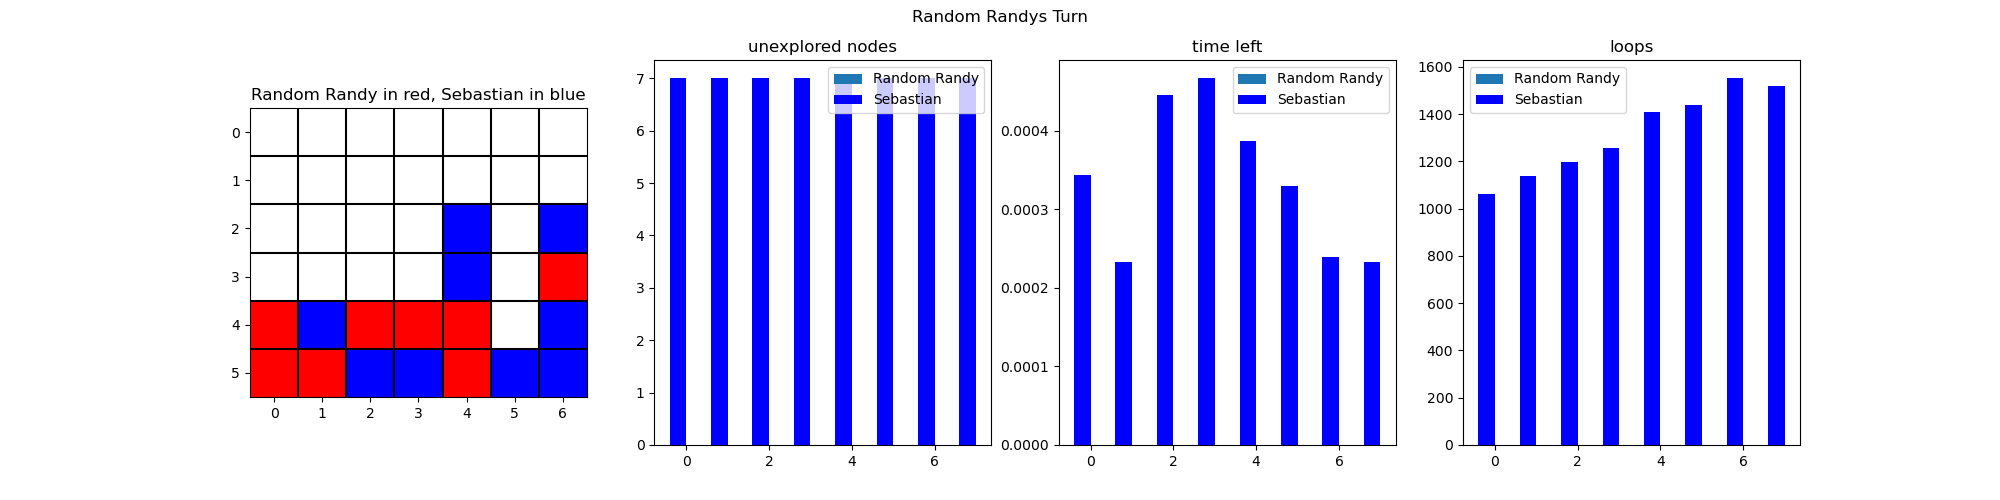 Random Randys Turn
Random Randy in red, Sebastian in blue
0
1
2
3
4
5
0 1 2 3 4 5 6
unexplored nodes
Random Randy
Sebastian
7
6
5
4
3
2
1
0
0 2 4 6
time left
Random Randy
Sebastian
0.0004
0.0003
0.0002
0.0001
0.0000
0 2 4 6
loops
Random Randy
Sebastian
1600
1400
1200
1000
800
600
400
200
0
0 2 4 6